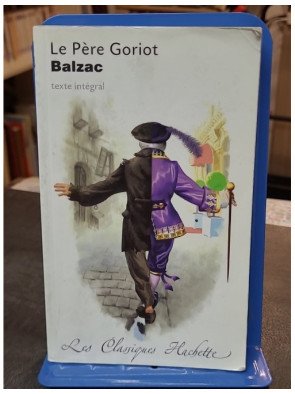 Le Père Goriot
Balzac
texte intégral
Les Classiques Hachette